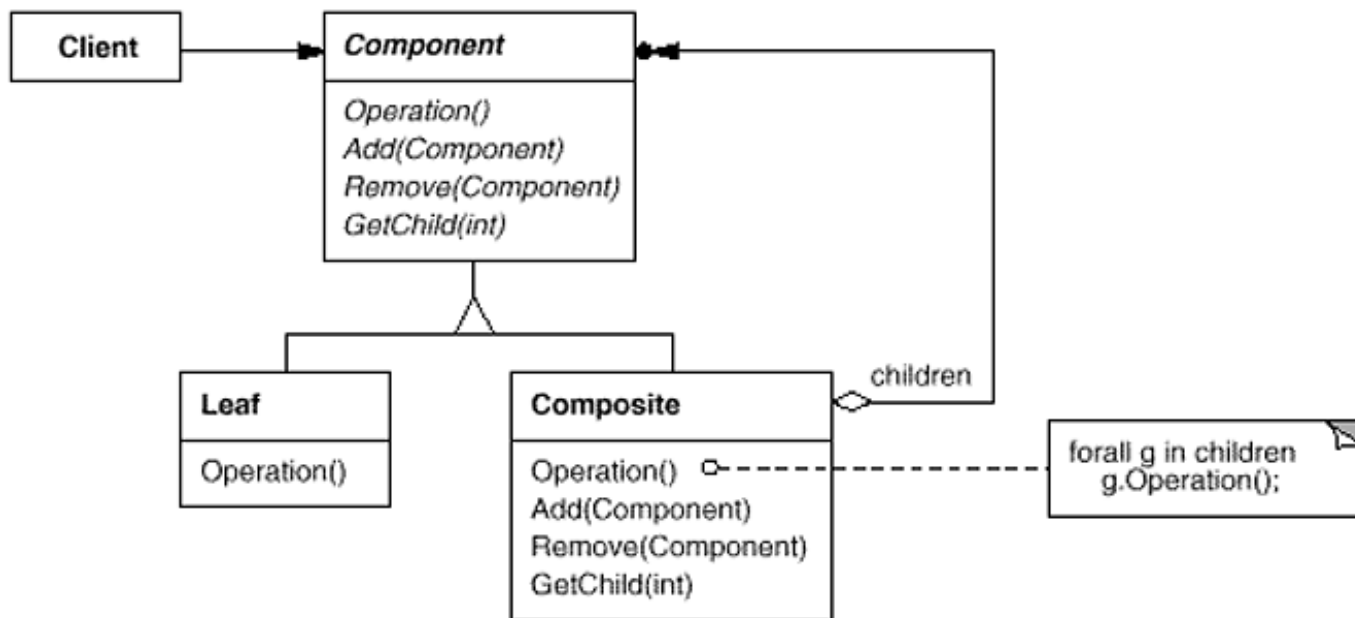 Client
Component
Operation()
Add(Component)
Remove(Component)
GetChild(int)
Leaf
Operation()
Composite
Operation()
Add(Component)
Remove(Component)
GetChild(int)
children
forall g in children
g.Operation();